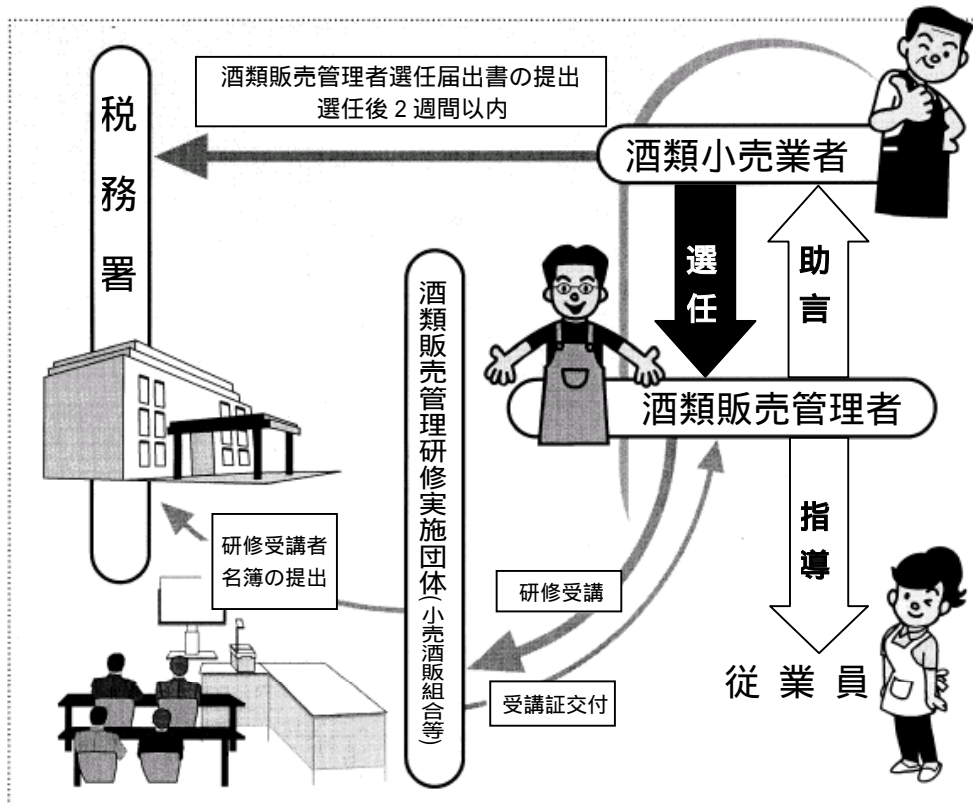 税務署
酒類販売管理者選任届出書の提出
選任後2週間以内
酒類小売業者
選任
助言
酒類販売管理者
酒類販売管理研修実施団体(小売酒販組合等)
指導
研修受講者
名簿の提出
研修受講
受講証交付
従業員